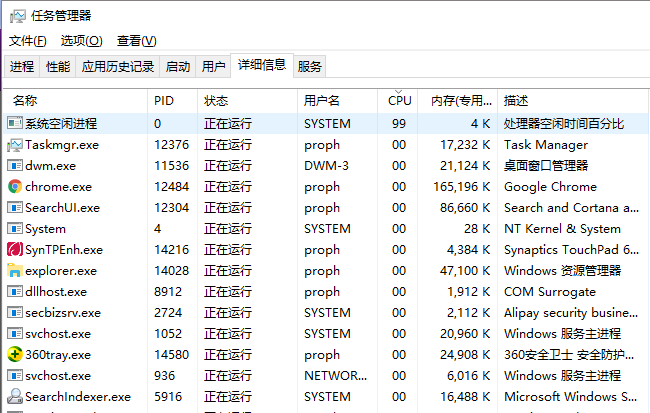 任务管理器
文件(F) 选项(O) 查看(V)
进程 性能 应用历史记录 启动 用户 详细信息 服务
名称 PID 状态 用户名 CPU 内存(专用... 描述
系统空闲进程 0 正在运行 SYSTEM 99 4 K 处理器空闲时间百分比
Taskmgr.exe 12376 正在运行 proph 00 17,232 K Task Manager
dwm.exe 11536 正在运行 DWM-3 00 21,124 K 桌面窗口管理器
chrome.exe 12484 正在运行 proph 00 165,196 K Google Chrome
SearchUI.exe 12304 正在运行 proph 00 86,660 K Search and Cortana a...
System 4 正在运行 SYSTEM 00 28 K NT Kernel & System
SynTPEnh.exe 14216 正在运行 proph 00 4,384 K Synaptics TouchPad 6...
explorer.exe 14028 正在运行 proph 00 47,100 K Windows 资源管理器
dllhost.exe 8912 正在运行 proph 00 1,912 K COM Surrogate
secbizsrv.exe 2724 正在运行 SYSTEM 00 2,112 K Alipay security busine...
svchost.exe 1052 正在运行 SYSTEM 00 20,960 K Windows 服务主进程
360tray.exe 14580 正在运行 proph 00 24,908 K 360安全卫士 安全防护...
svchost.exe 936 正在运行 NETWOR... 00 6,016 K Windows 服务主进程
SearchIndexer.exe 5916 正在运行 SYSTEM 00 16,488 K Microsoft Windows S...